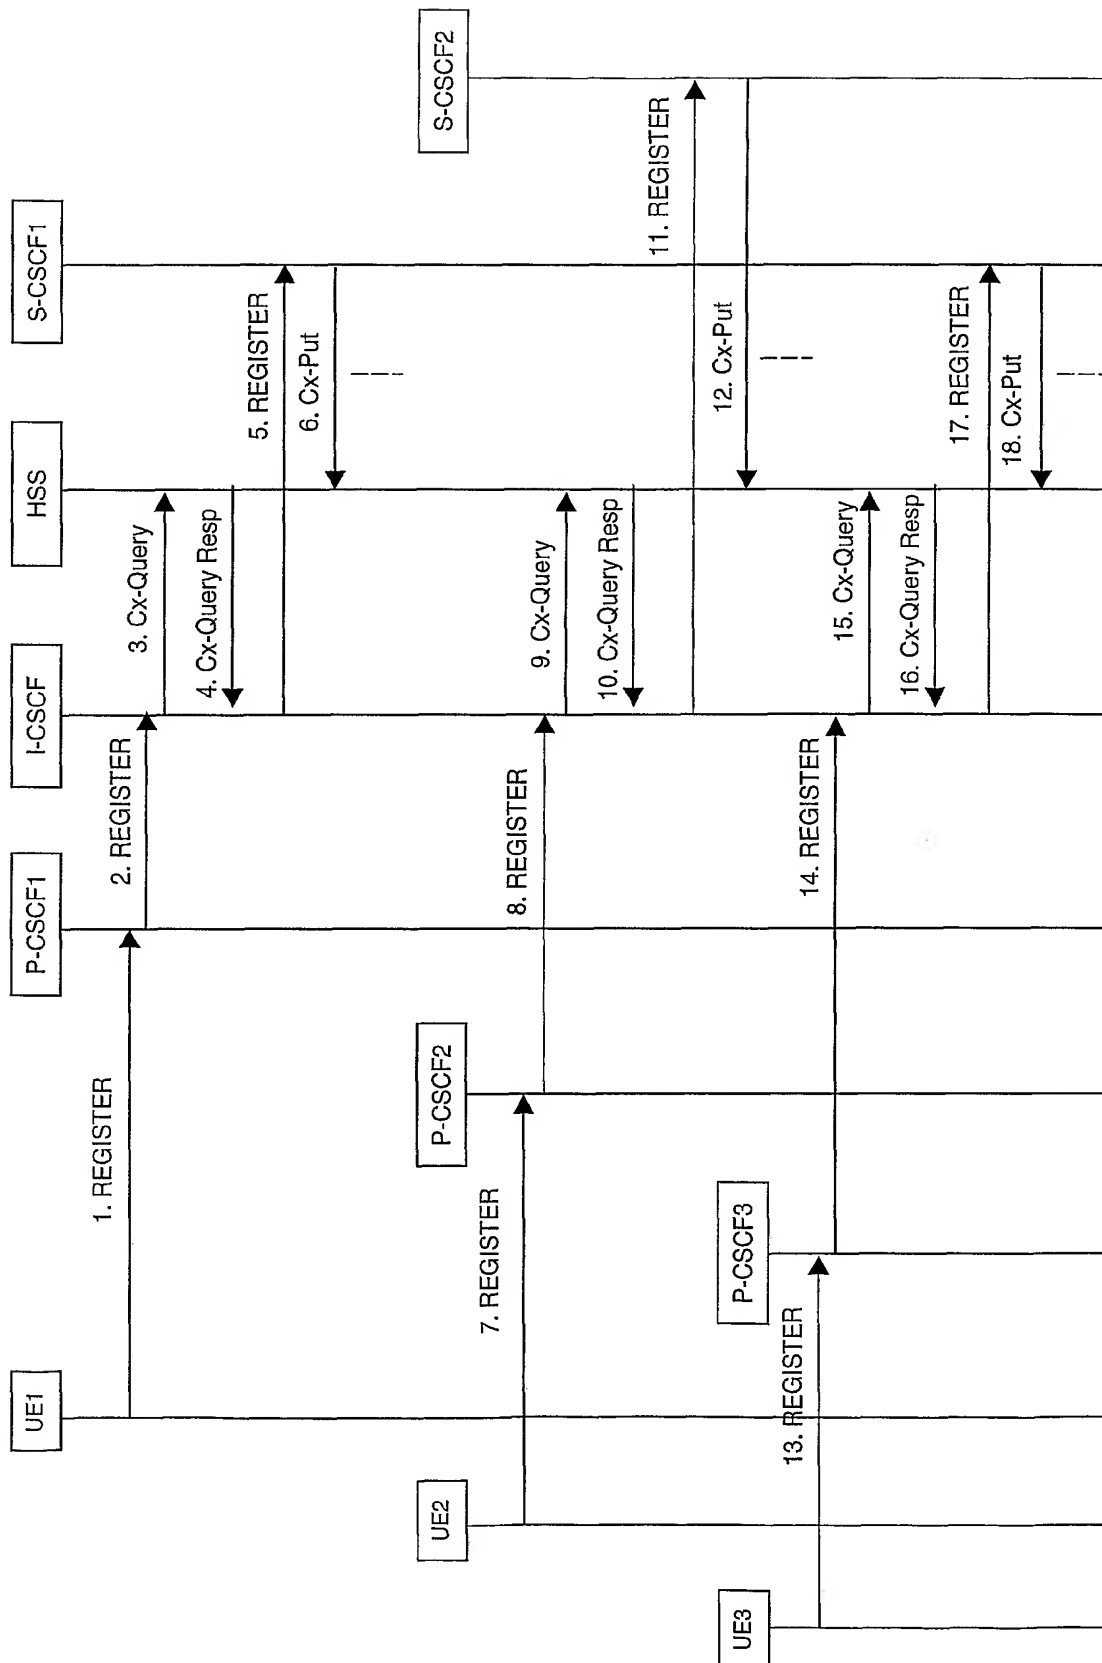 UE1
P-CSCF1
I-CSCF
HSS
S-CSCF1
1. REGISTER
2. REGISTER
3. Cx-Query
4. Cx-Query Resp
5. REGISTER
6. Cx-Put
UE2
P-CSCF2
S-CSCF2
7. REGISTER
8. REGISTER
9. Cx-Query
10. Cx-Query Resp
11. REGISTER
12. Cx-Put
UE3
P-CSCF3
13. REGISTER
14. REGISTER
15. Cx-Query
16. Cx-Query Resp
17. REGISTER
18. Cx-Put